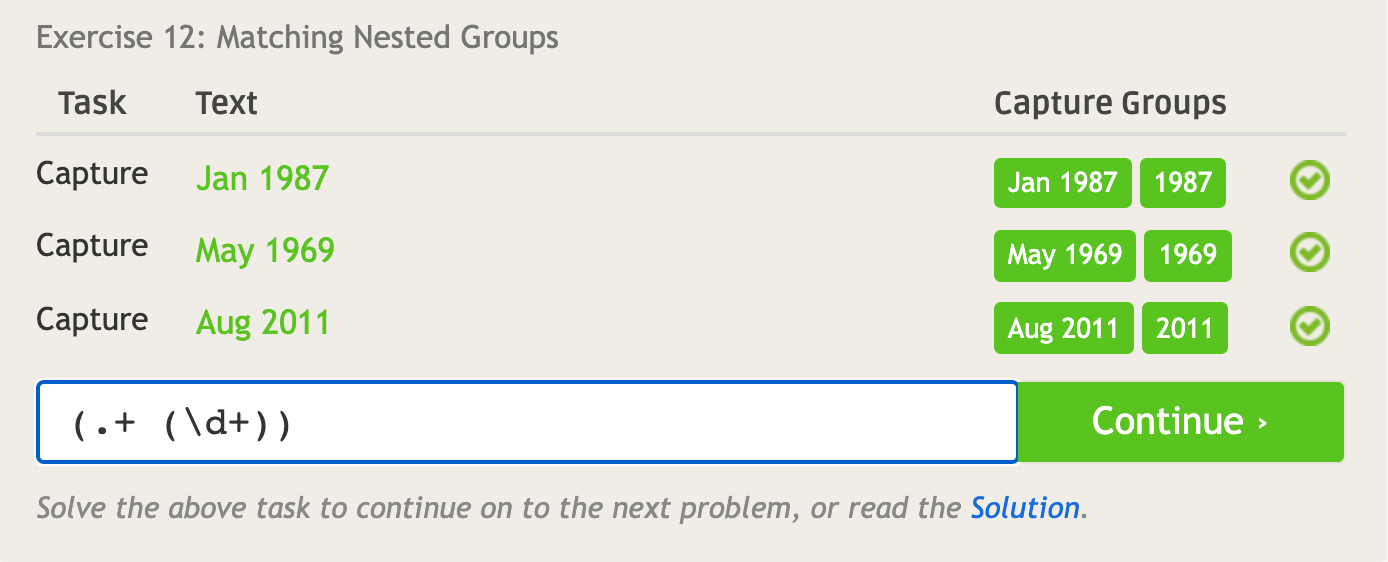 Exercise 12: Matching Nested Groups
Task Text Capture Groups
Capture Jan 1987 Jan 1987 1987
Capture May 1969 May 1969 1969
Capture Aug 2011 Aug 2011 2011
(.+ (\d+)) Continue ›
Solve the above task to continue on to the next problem, or read the Solution.